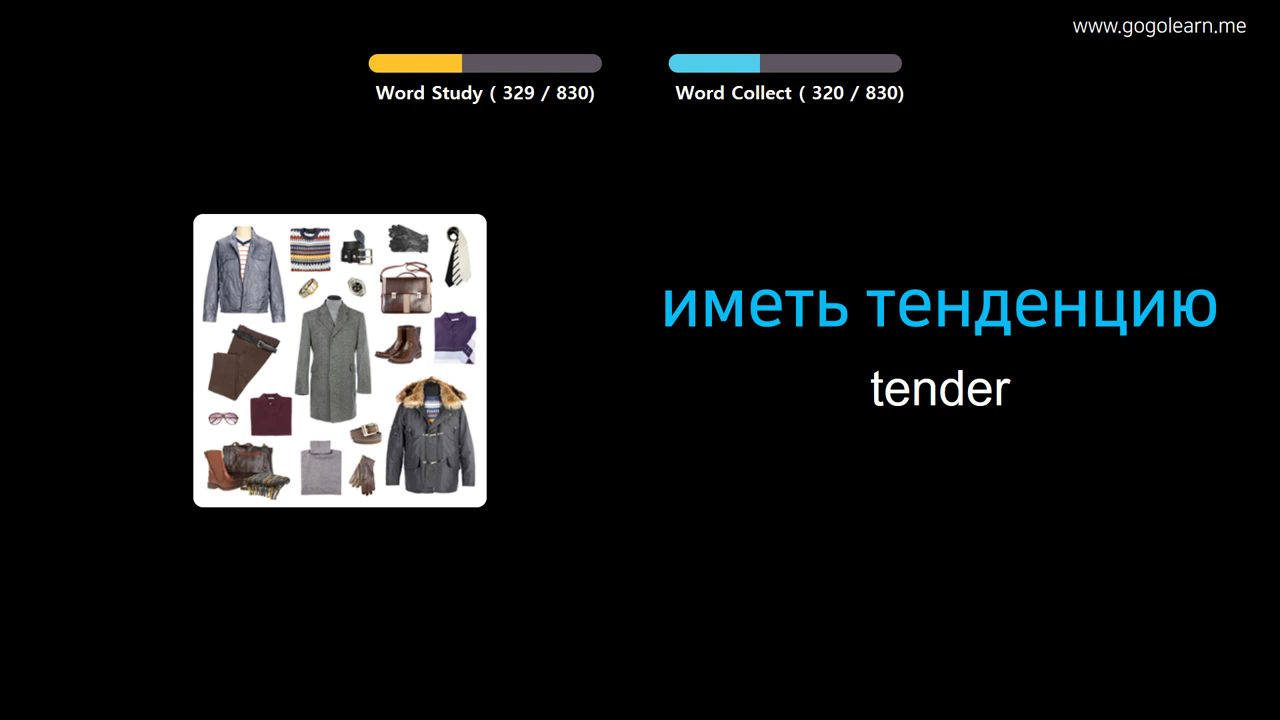 www.gogolearn.me
Word Study ( 329 / 830)
Word Collect ( 320 / 830)
иметь тенденцию
tender